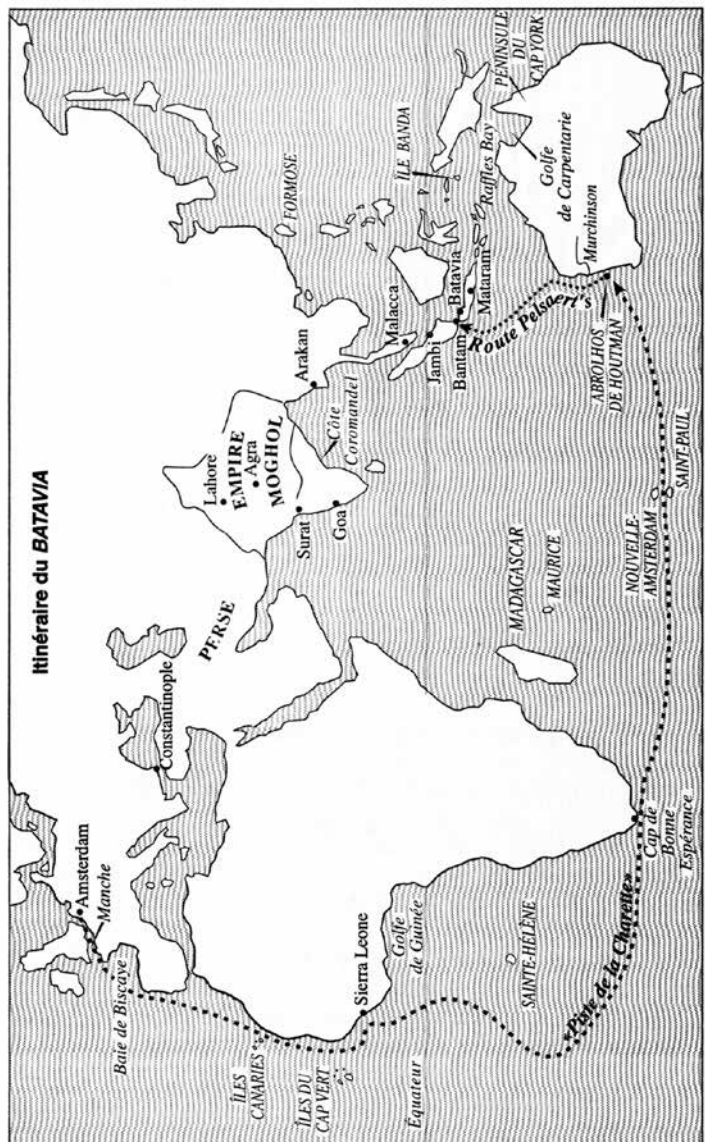 Itinéraire du BATAVIA
Amsterdam
Manche
Baie de Biscaye
Constantinople
PERSE
Lahore
EMPIRE
Agra
MOGHOL
Surat
Goa
Côte
Coromandel
Arakan
FORMOSE
Malacca
Jambi
Bantam
Batavia
Mataram
ÎLE BANDA
Raffles Bay
PÉNINSULE
DU
CAP YORK
Golfe
de Carpentarie
Murchinson
Route Pelsaert's
ABROLHOS
DE HOUTMAN
ÎLES
CANARIES
ÎLES DU
CAP VERT
Sierra Leone
Golfe
de Guinée
Équateur
SAINTE-HÉLÈNE
«Piste de la Charette»
Cap de
Bonne
Espérance
MADAGASCAR
MAURICE
NOUVELLE-
AMSTERDAM
SAINT-PAUL